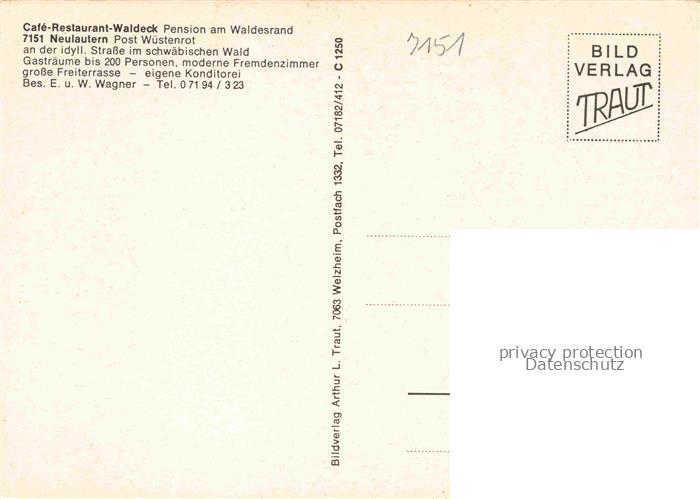 Café-Restaurant-Waldeck Pension am Waldesrand
7151 Neulautern Post Wüstenrot
an der idyll. Straße im schwäbischen Wald
Gasträume bis 200 Personen, moderne Fremdenzimmer
große Freiterrasse – eigene Konditorei
Bes. E. u. W. Wagner – Tel. 0 71 94 / 3 23
Bildverlag Arthur L. Traut, 7063 Welzheim, Postfach 1332, Tel. 07182/412 - C 1250
7151
BILD
VERLAG
TRAUT
privacy protection
Datenschutz